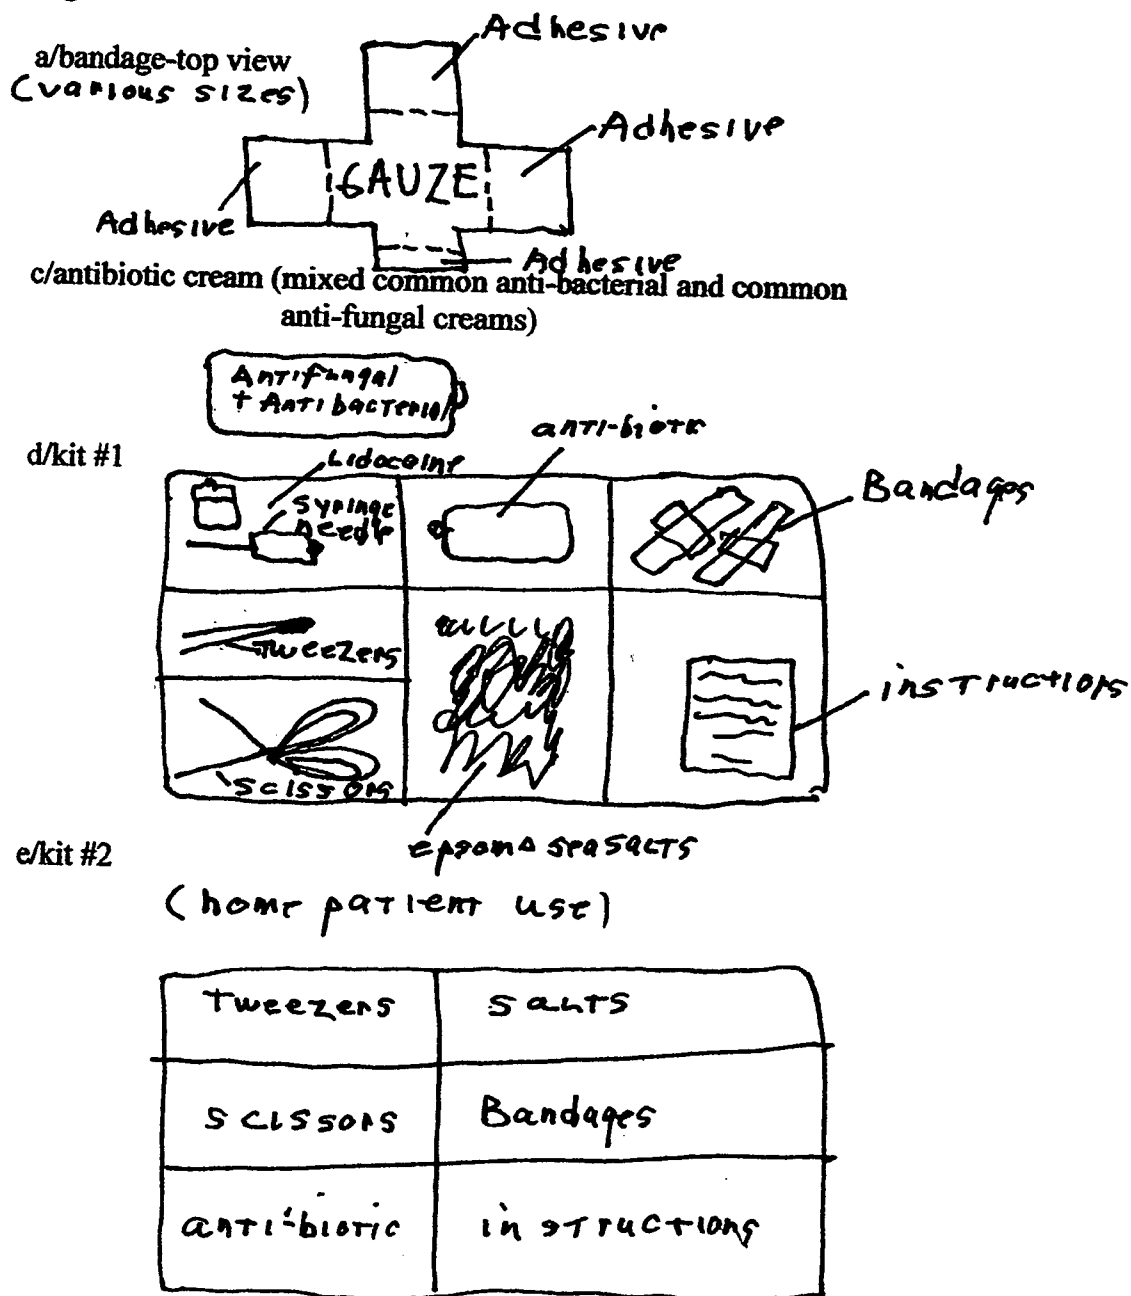 Adhesive
a/bandage-top view
(various sizes)
Adhesive
GAUZE
Adhesive
Adhesive
c/antibiotic cream (mixed common anti-bacterial and common
anti-fungal creams)
Antifungal
+ Antibacterial
anti-biotic
d/kit #1
Lidocaine
Syringe
needle
Bandages
Tweezers
instructions
scissors
epsom & sea salts
e/kit #2
(home patient use)
Tweezers
salts
scissors
Bandages
anti-biotic
instructions